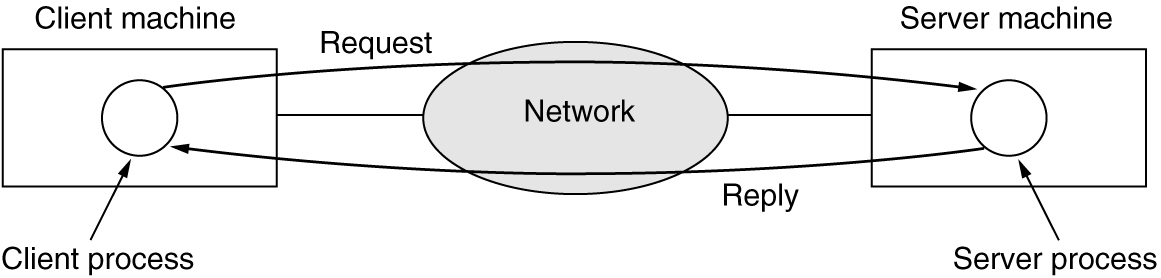 Client machine
Server machine
Request
Network
Reply
Client process
Server process